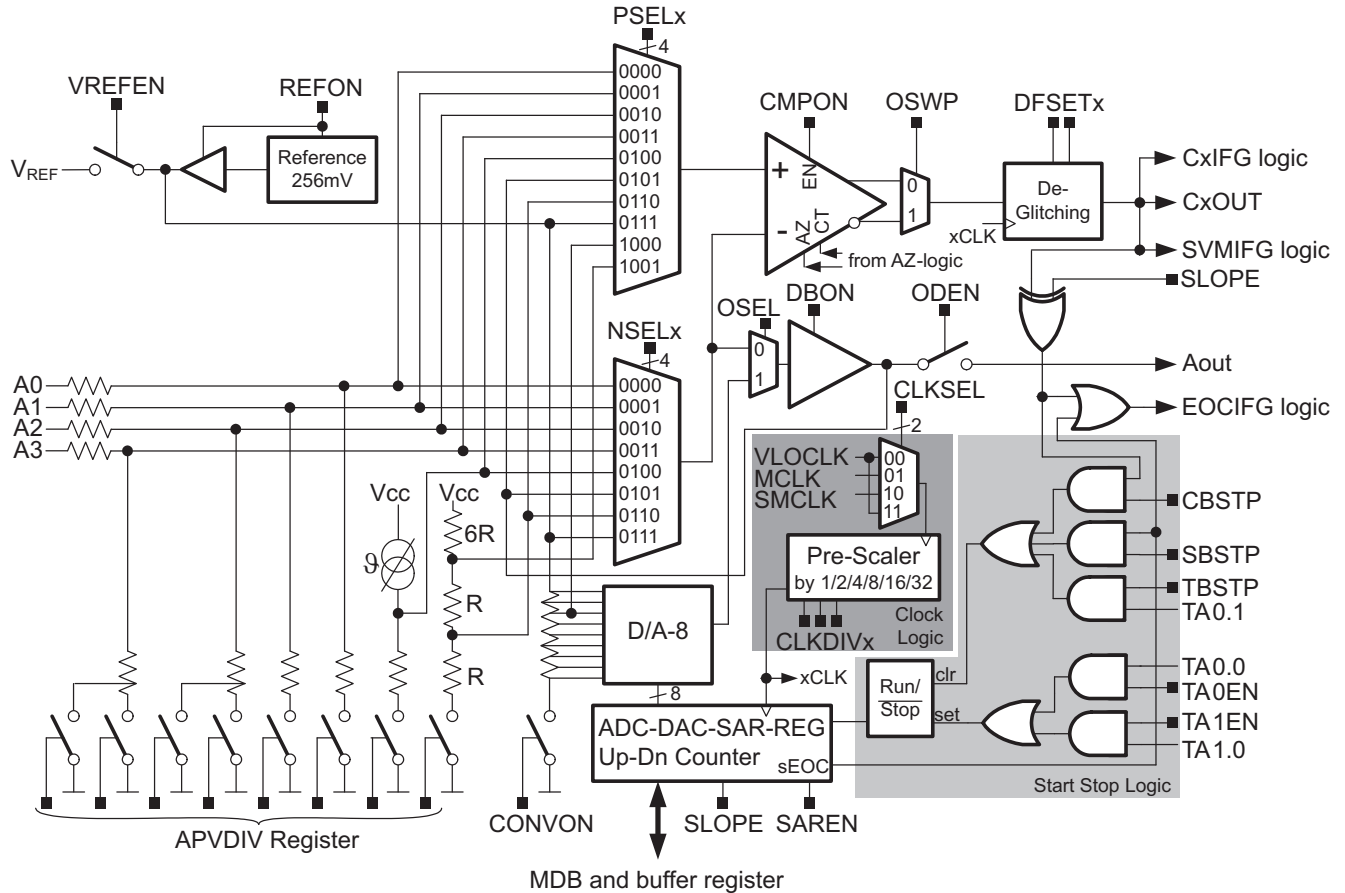 PSELx
4
0000
0001
0010
0011
0100
0101
0110
0111
1000
1001
VREFEN
REFON
VREF
Reference
256mV
CMPON
OSWP
DFSETx
+
-
EN
AZ
CT
0
1
De-
Glitching
xCLK
from AZ-logic
CxIFG logic
CxOUT
SVMIFG logic
SLOPE
OSEL
DBON
ODEN
0
1
Aout
EOCIFG logic
NSELx
4
0000
0001
0010
0011
0100
0101
0110
0111
A0
A1
A2
A3
CLKSEL
2
VLOCLK
MCLK
SMCLK
00
01
10
11
Pre-Scaler
by 1/2/4/8/16/32
Clock
Logic
CLKDIVx
Vcc
Vcc
ϑ
6R
R
R
D/A-8
8
xCLK
ADC-DAC-SAR-REG
Up-Dn Counter
sEOC
Run/
Stop
clr
set
CBSTP
SBSTP
TBSTP
TA0.1
TA0.0
TA0EN
TA1EN
TA1.0
Start Stop Logic
APVDIV Register
CONVON
SLOPE
SAREN
MDB and buffer register